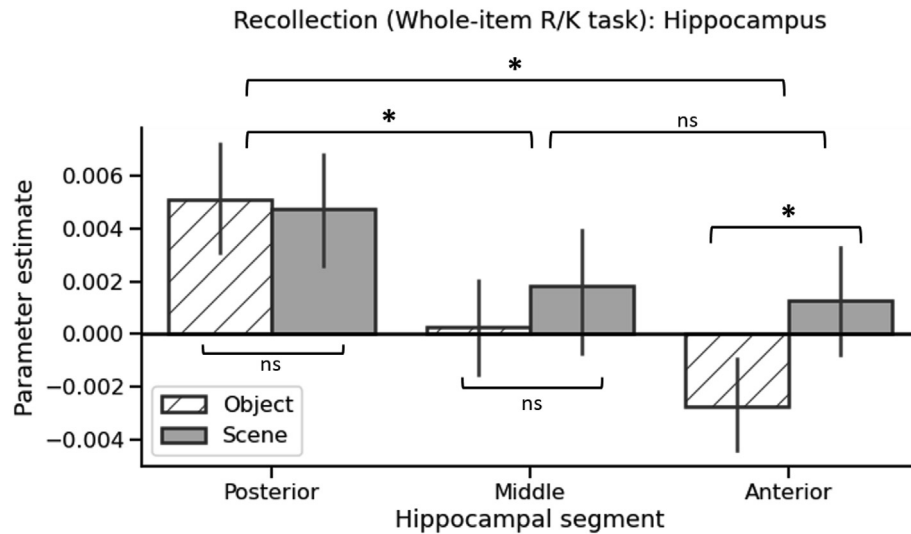 Recollection (Whole-item R/K task): Hippocampus
*
*
ns
*
0.006
0.004
0.002
0.000
−0.002
−0.004
Parameter estimate
ns
ns
Object
Scene
Posterior
Middle
Anterior
Hippocampal segment